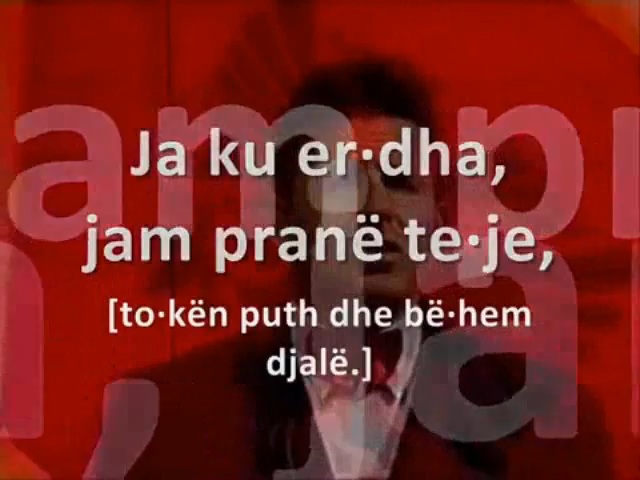 Ja ku er·dha,
jam pranë te·je,
[to·kën puth dhe bë·hem
djalë.]